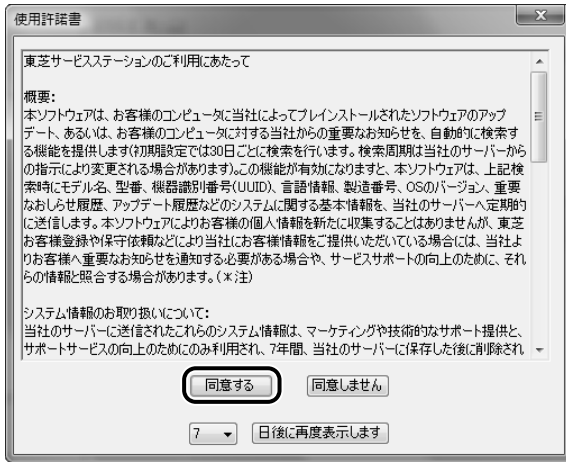 使用許諾書
東芝サービスステーションのご利用にあたって
概要:
本ソフトウェアは、お客様のコンピュータに当社によってプレインストールされたソフトウェアのアップ
デート、あるいは、お客様のコンピュータに対する当社からの重要なお知らせを、自動的に検索す
る機能を提供します(初期設定では30日ごとに検索を行います。検索周期は当社のサーバーから
の指示により変更される場合があります)。この機能が有効になりますと、本ソフトウェアは、上記検
索時にモデル名、型番、機器識別番号(UUID)、言語情報、製造番号、OSのバージョン、重要
なおしらせ履歴、アップデート履歴などのシステムに関する基本情報を、当社のサーバーへ定期的
に送信します。本ソフトウェアによりお客様の個人情報を新たに収集することはありませんが、東芝
お客様登録や保守依頼などにより当社にお客様情報をご提供いただいている場合には、当社よ
りお客様へ重要なお知らせを通知する必要がある場合や、サービスサポートの向上のために、それ
らの情報と照合する場合があります。(*注)
システム情報のお取り扱いについて:
当社のサーバーに送信されたこれらのシステム情報は、マーケティングや技術的なサポート提供と、
サポートサービスの向上のためにのみ利用され、7年間、当社のサーバーに保存した後に削除され
同意する 同意しません
7 日後に再度表示します